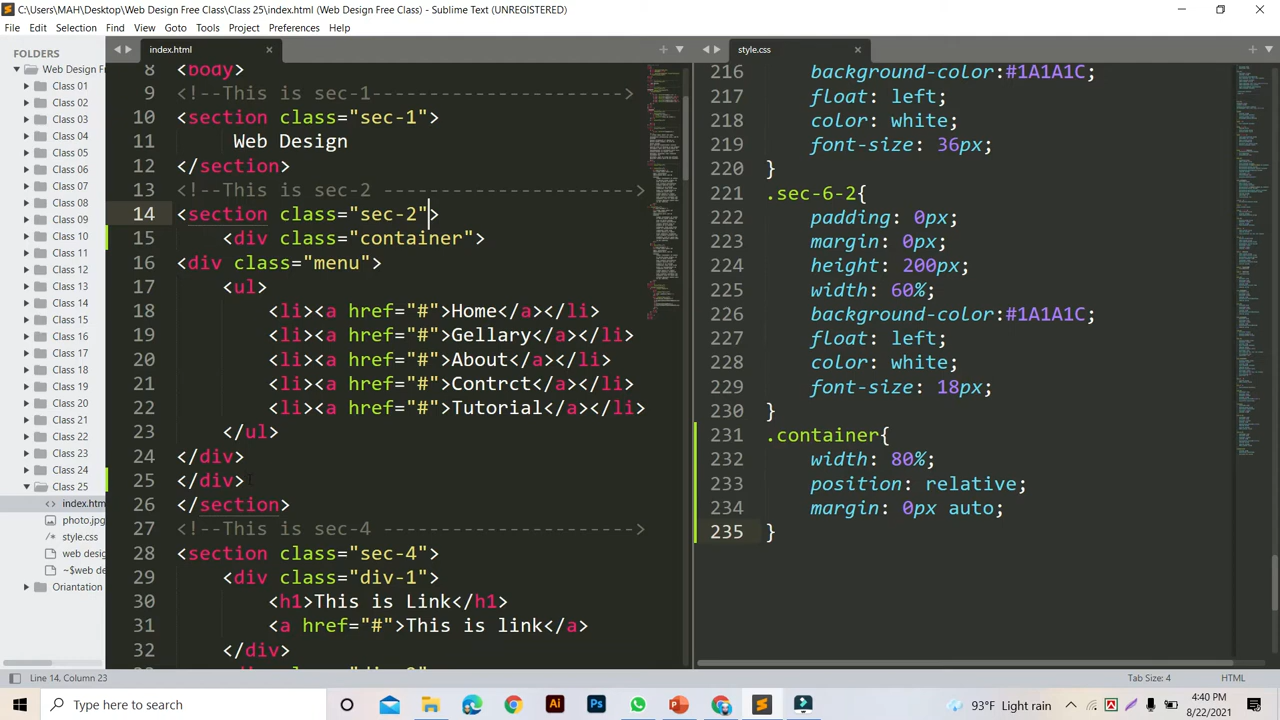 C:\Users\MAH\Desktop\Web Design Free Class\Class 25\index.html (Web Design Free Class) - Sublime Text (UNREGISTERED)
File Edit Selection Find View Goto Tools Project Preferences Help
FOLDERS
Web Design Fr
Class 01
Class 02
Class 03
Class 04
Class 05
Class 06
Class 07
Class 08
Class 09
Class 10
Class 11
Class 12
Class 13
Class 14
Class 15
Class 16
Class 17
Class 18
Class 19
Class 20
Class 21
Class 22
Class 23
Class 24
Class 25
<> index.htm
photo.jpg
style.css
web desig
~$web de
Oriantation
index.html
8 <body>
9 <!--This is sec-1---------------------->
10 <section class="sec-1">
11 Web Design
12 </section>
13 <!--This is sec-2 ----------------------->
14 <section class="sec-2">
15 <div class="container">
16 <div class="menu">
17 <ul>
18 <li><a href="#">Home</a></li>
19 <li><a href="#">Gellary</a></li>
20 <li><a href="#">About</a></li>
21 <li><a href="#">Contrct</a></li>
22 <li><a href="#">Tutorial</a></li>
23 </ul>
24 </div>
25 </div>
26 </section>
27 <!--This is sec-4 ----------------------->
28 <section class="sec-4">
29 <div class="div-1">
30 <h1>This is Link</h1>
31 <a href="#">This is link</a>
32 </div>
style.css
216 background-color:#1A1A1C;
217 float: left;
218 color: white;
219 font-size: 36px;
220 }
221 .sec-6-2{
222 padding: 0px;
223 margin: 0px;
224 height: 200px;
225 width: 60%;
226 background-color:#1A1A1C;
227 float: left;
228 color: white;
229 font-size: 18px;
230 }
231 .container{
232 width: 80%;
233 position: relative;
234 margin: 0px auto;
235 }
Line 14, Column 23
Tab Size: 4
HTML
Type here to search
Ai
Ps
93°F Light rain
4:40 PM
8/22/2021